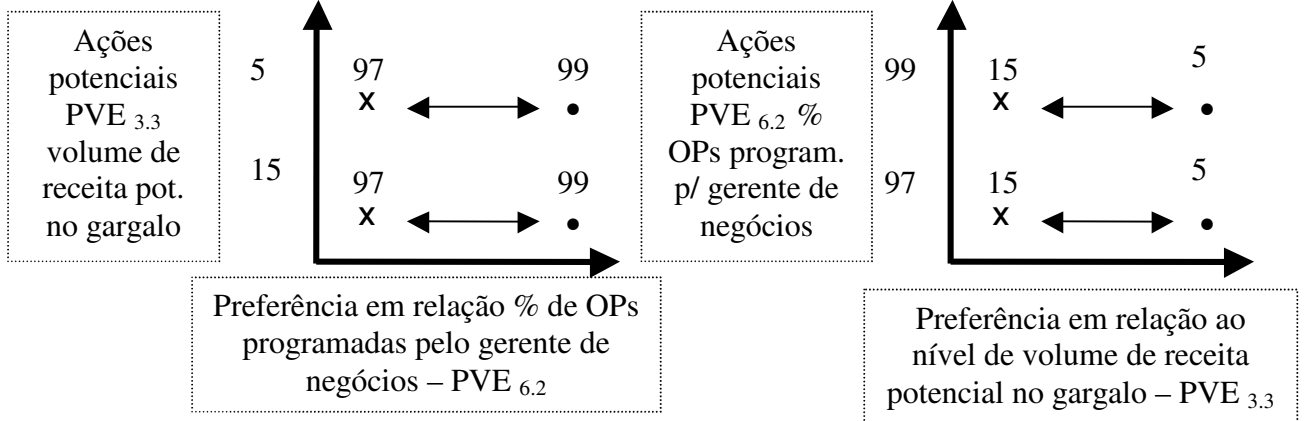 Ações
potenciais
PVE 3.3
volume de
receita pot.
no gargalo
5
97
99
x
•
15
97
99
x
•
Preferência em relação % de OPs
programadas pelo gerente de
negócios – PVE 6.2
Ações
potenciais
PVE 6.2 %
OPs program.
p/ gerente de
negócios
99
15
5
x
•
97
15
5
x
•
Preferência em relação ao
nível de volume de receita
potencial no gargalo – PVE 3.3